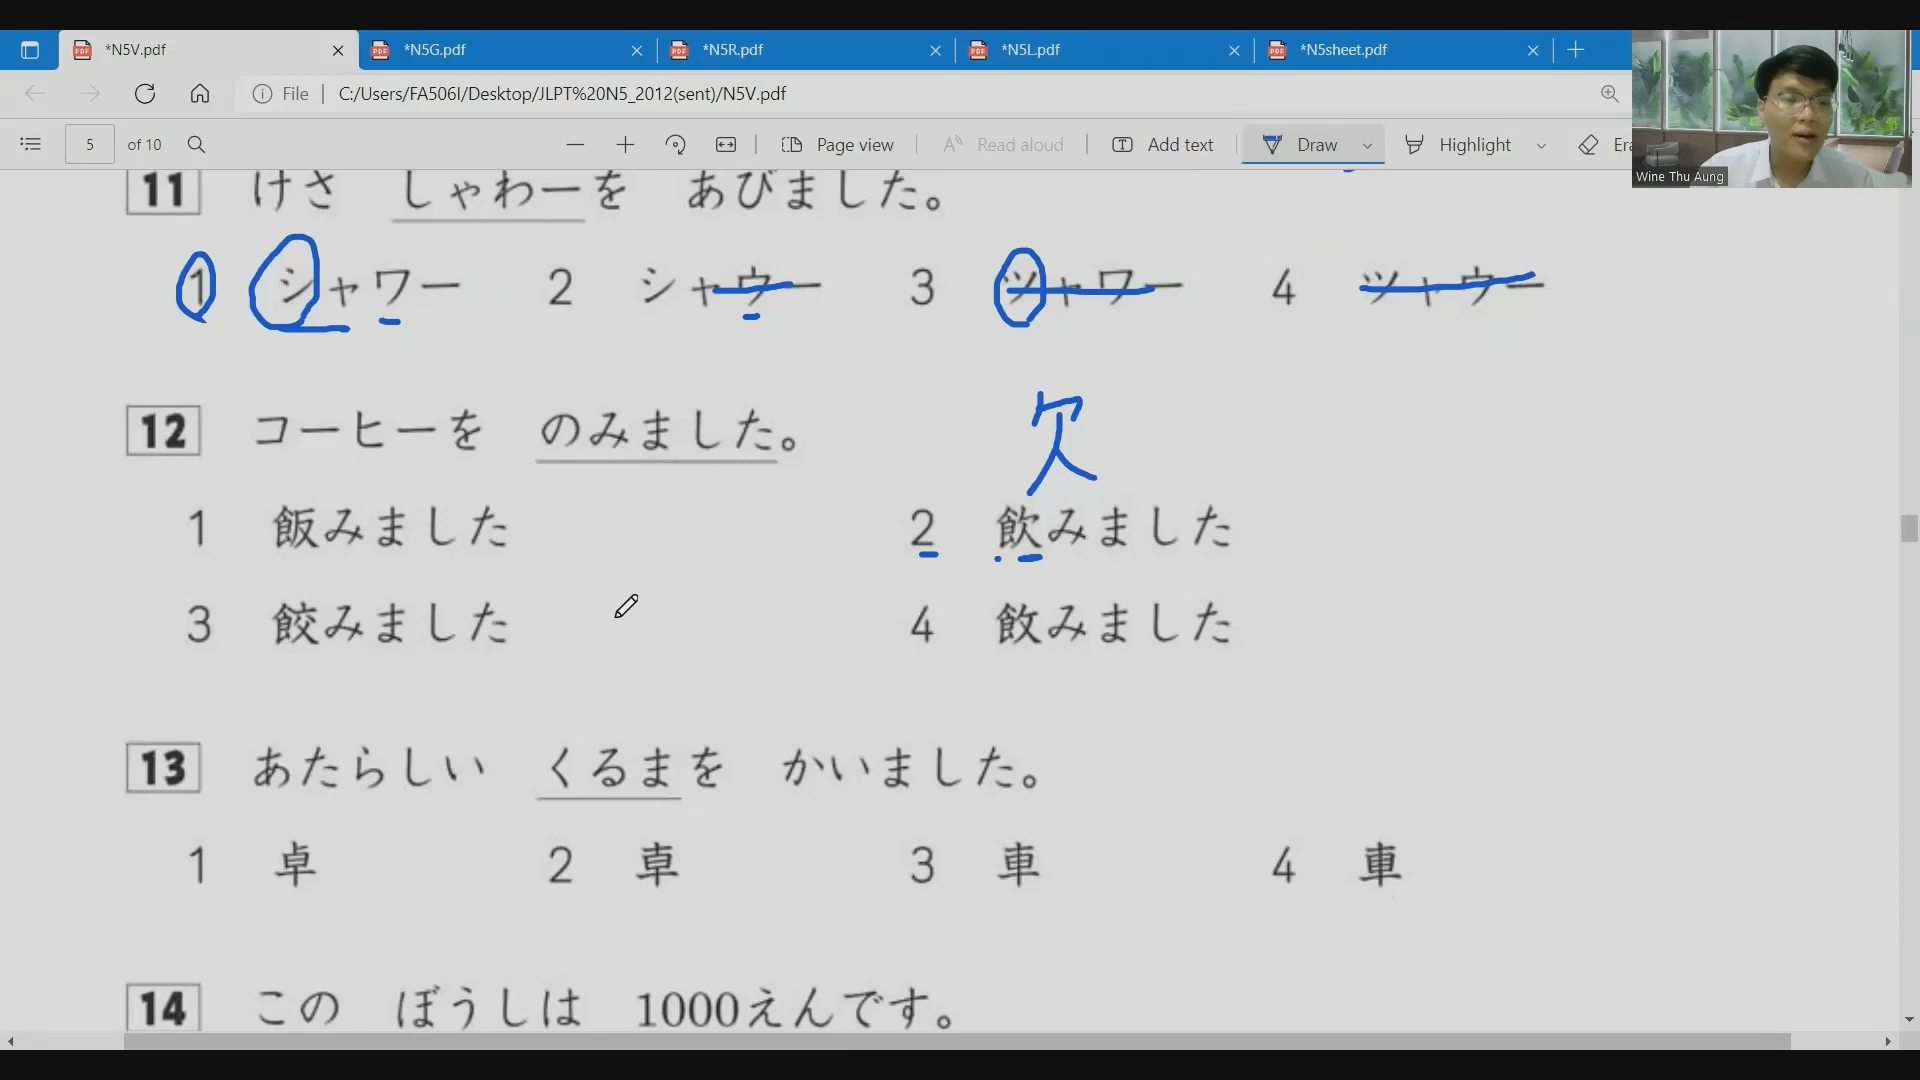 *N5V.pdf *N5G.pdf *N5R.pdf *N5L.pdf *N5sheet.pdf
File C:/Users/FA506I/Desktop/JLPT%20N5_2012(sent)/N5V.pdf
5 of 10 Page view Read aloud Add text Draw Highlight Era
Wine Thu Aung
11 けさ しゃわーを あびました。
1 シャワー 2 シャウー 3 ツャワー 4 ツャウー
欠
12 コーヒーを のみました。
1 飯みました 2 飲みました
3 餃みました 4
13 あたらしい くるまを かいました。
1 卓 2 3 車 4
14 この ぼうしは 1000えんです。